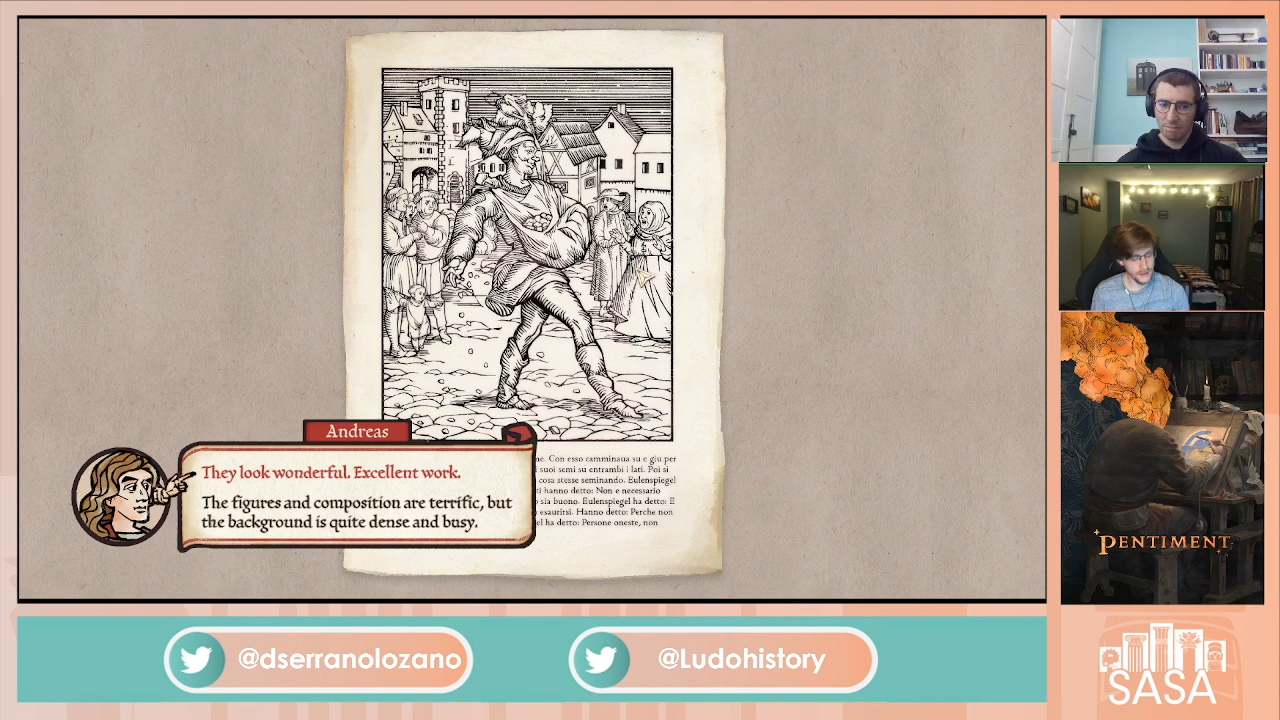 Andreas
They look wonderful. Excellent work.
The figures and composition are terrific, but
the background is quite dense and busy.
ne. Con esso camminaua su e giu per
i suoi semi su entrambi i lati. Poi si
cosa stesse seminando. Eulenspiegel
ti hanno detto: Non e necessario
o sia buono. Eulenspiegel ha detto: E
esaurirsi. Hanno detto: Perche non
el ha detto: Persone oneste, non
PENTIMENT
@dserranolozano
@Ludohistory
SASA